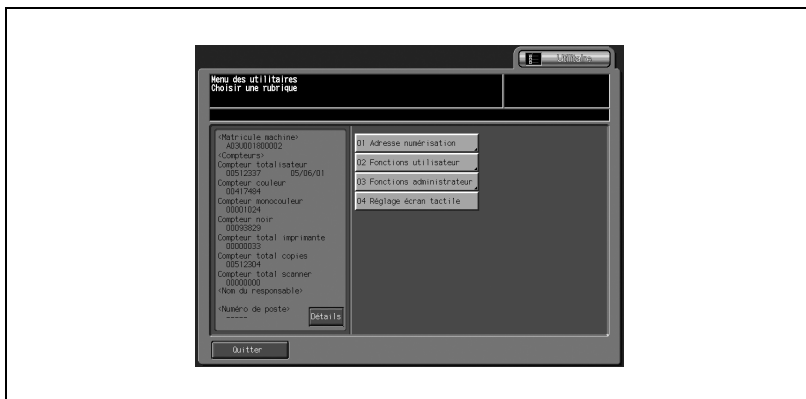 Utilitaire
Menu des utilitaires
Choisir une rubrique
<Matricule machine>
A03U001800002
<Compteurs>
Compteur totalisateur
00512337 05/06/01
Compteur couleur
00417484
Compteur monocouleur
00001024
Compteur noir
00093829
Compteur total imprimante
00000033
Compteur total copies
00512304
Compteur total scanner
00000000
<Nom du responsable>
<Numéro de poste>
-----
Détails
01 Adresse numérisation
02 Fonctions utilisateur
03 Fonctions administrateur
04 Réglage écran tactile
Quitter